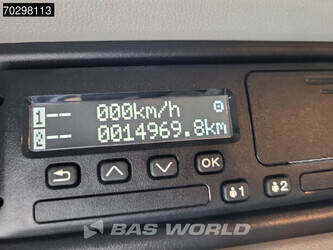 70298113
1-- 000km/h
2-- 0014969.8km
OK
1 2
BAS WORLD